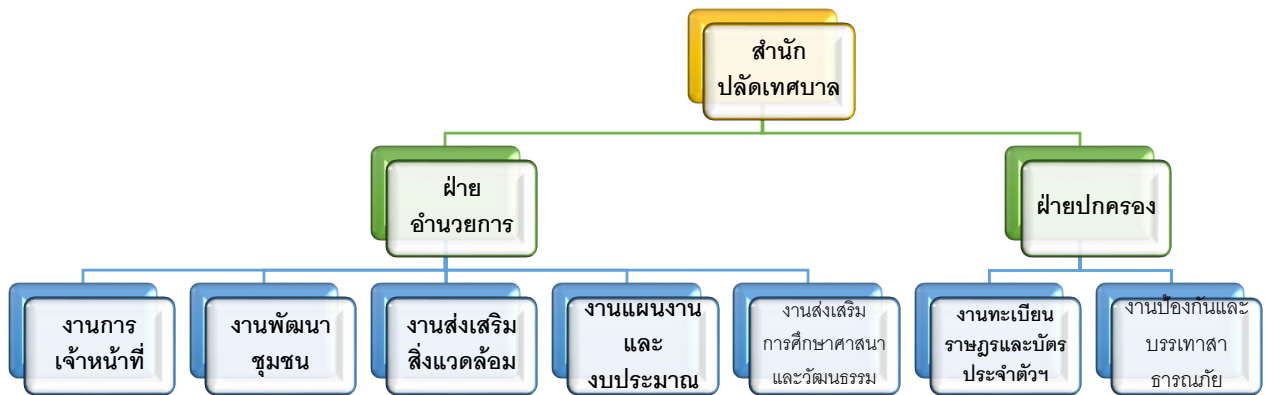 สำนัก
ปลัดเทศบาล
ฝ่าย
อำนวยการ
ฝ่ายปกครอง
งานการ
เจ้าหน้าที่
งานพัฒนา
ชุมชน
งานส่งเสริม
สิ่งแวดล้อม
งานแผนงาน
และ
งบประมาณ
งานส่งเสริม
การศึกษาศาสนา
และวัฒนธรรม
งานทะเบียน
ราษฎรและบัตร
ประจำตัวฯ
งานป้องกันและ
บรรเทาสา
ธารณภัย